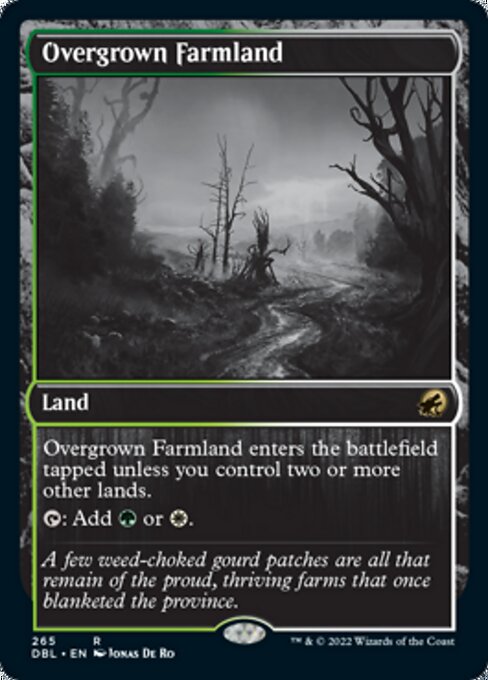 Overgrown Farmland
Land
Overgrown Farmland enters the battlefield
tapped unless you control two or more
other lands.
: Add or .
A few weed-choked gourd patches are all that
remain of the proud, thriving farms that once
blanketed the province.
265 R
DBL • EN Jonas De Ro
™ & © 2022 Wizards of the Coast